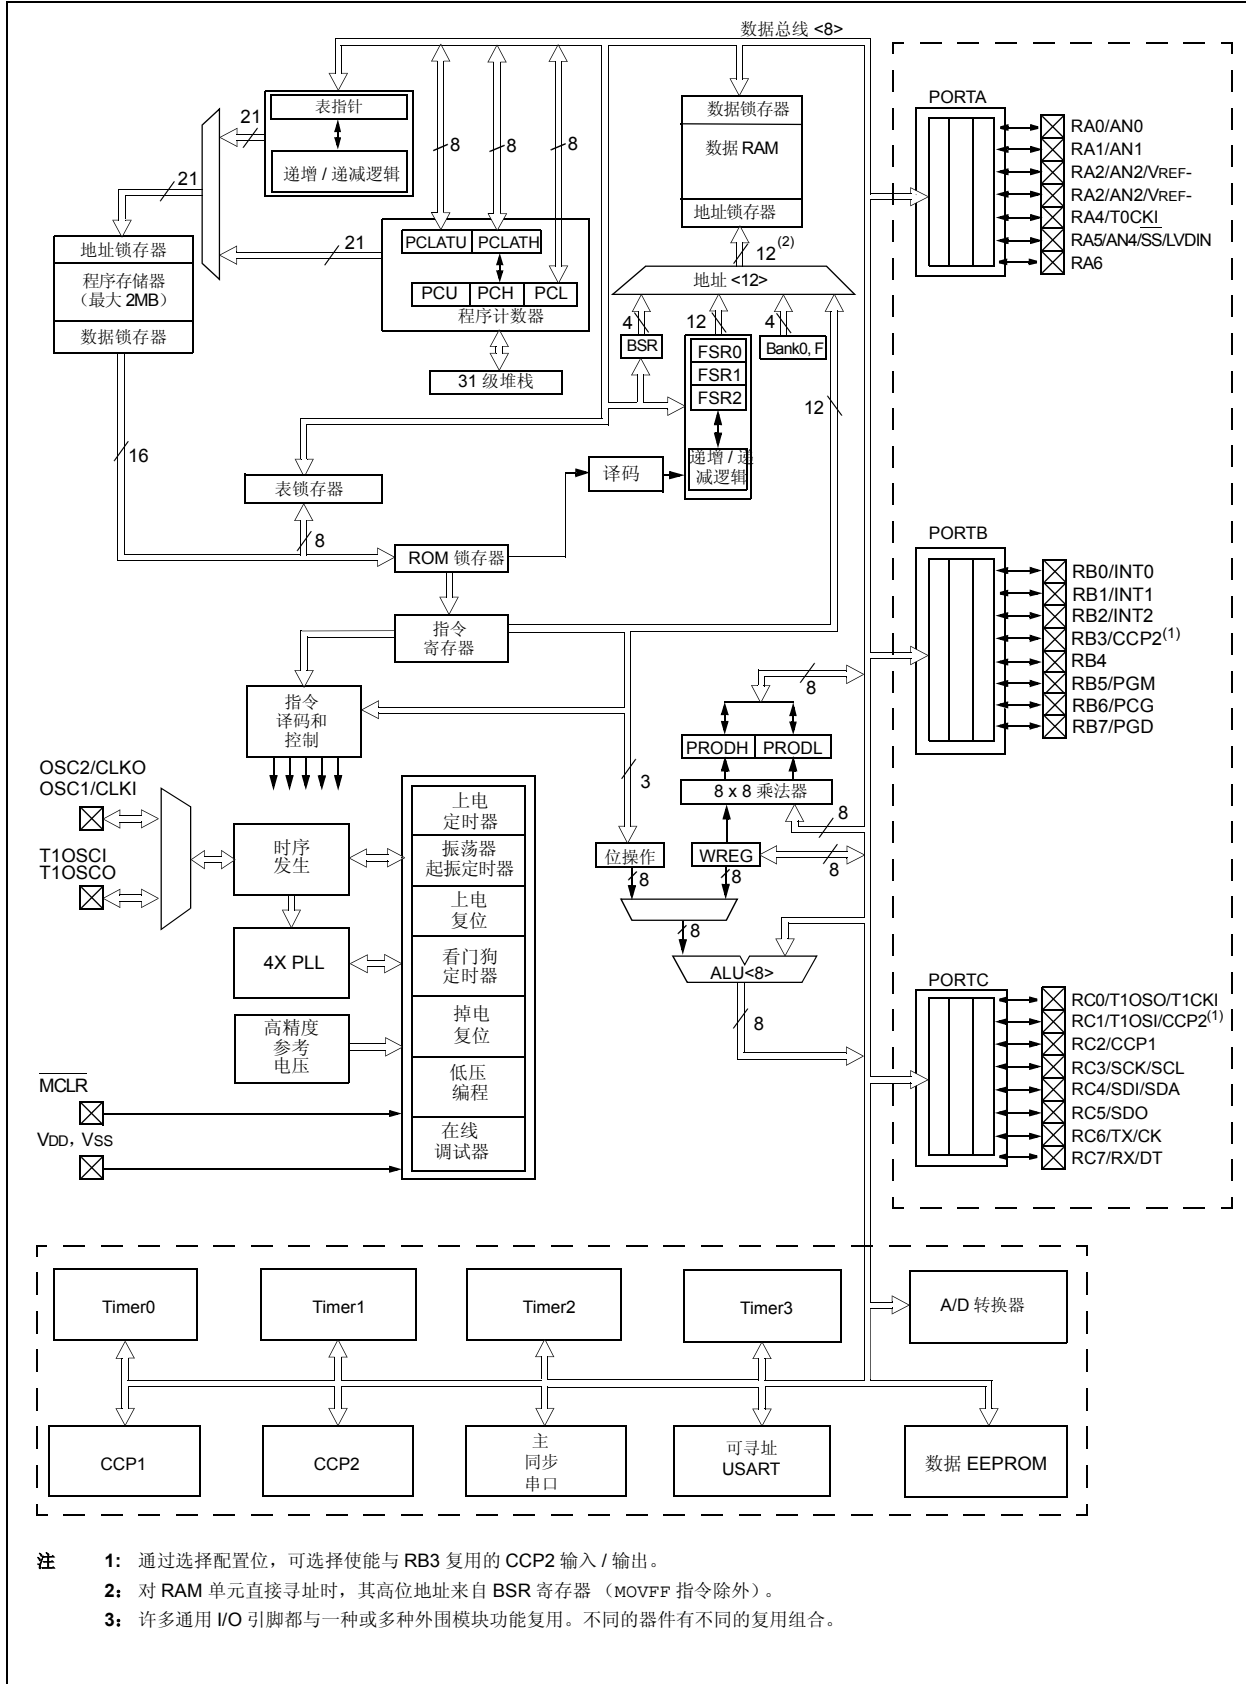 数据总线 <8>
表指针
递增 / 递减逻辑
21
21
21
8
8
8
数据锁存器
数据 RAM
地址锁存器
12(2)
地址 <12>
PCLATU
PCLATH
PCU
PCH
PCL
程序计数器
31 级堆栈
地址锁存器
程序存储器
（最大 2MB）
数据锁存器
4
12
4
BSR
FSR0
FSR1
FSR2
Bank0, F
12
递增 / 递
减逻辑
译码
16
表锁存器
8
ROM 锁存器
指令
寄存器
指令
译码和
控制
8
PRODH
PRODL
8 x 8 乘法器
3
8
位操作
WREG
8
8
8
8
ALU<8>
8
OSC2/CLKO
OSC1/CLKI
T1OSCI
T1OSCO
时序
发生
4X PLL
高精度
参考
电压
MCLR
VDD，VSS
上电
定时器
振荡器
起振定时器
上电
复位
看门狗
定时器
掉电
复位
低压
编程
在线
调试器
PORTA
RA0/AN0
RA1/AN1
RA2/AN2/VREF-
RA2/AN2/VREF-
RA4/T0CKI
RA5/AN4/SS/LVDIN
RA6
PORTB
RB0/INT0
RB1/INT1
RB2/INT2
RB3/CCP2(1)
RB4
RB5/PGM
RB6/PCG
RB7/PGD
PORTC
RC0/T1OSO/T1CKI
RC1/T1OSI/CCP2(1)
RC2/CCP1
RC3/SCK/SCL
RC4/SDI/SDA
RC5/SDO
RC6/TX/CK
RC7/RX/DT
Timer0
Timer1
Timer2
Timer3
A/D 转换器
CCP1
CCP2
主
同步
串口
可寻址
USART
数据 EEPROM
注 1: 通过选择配置位，可选择使能与 RB3 复用的 CCP2 输入 / 输出。
2： 对 RAM 单元直接寻址时，其高位地址来自 BSR 寄存器 （MOVFF 指令除外）。
3： 许多通用 I/O 引脚都与一种或多种外围模块功能复用。不同的器件有不同的复用组合。